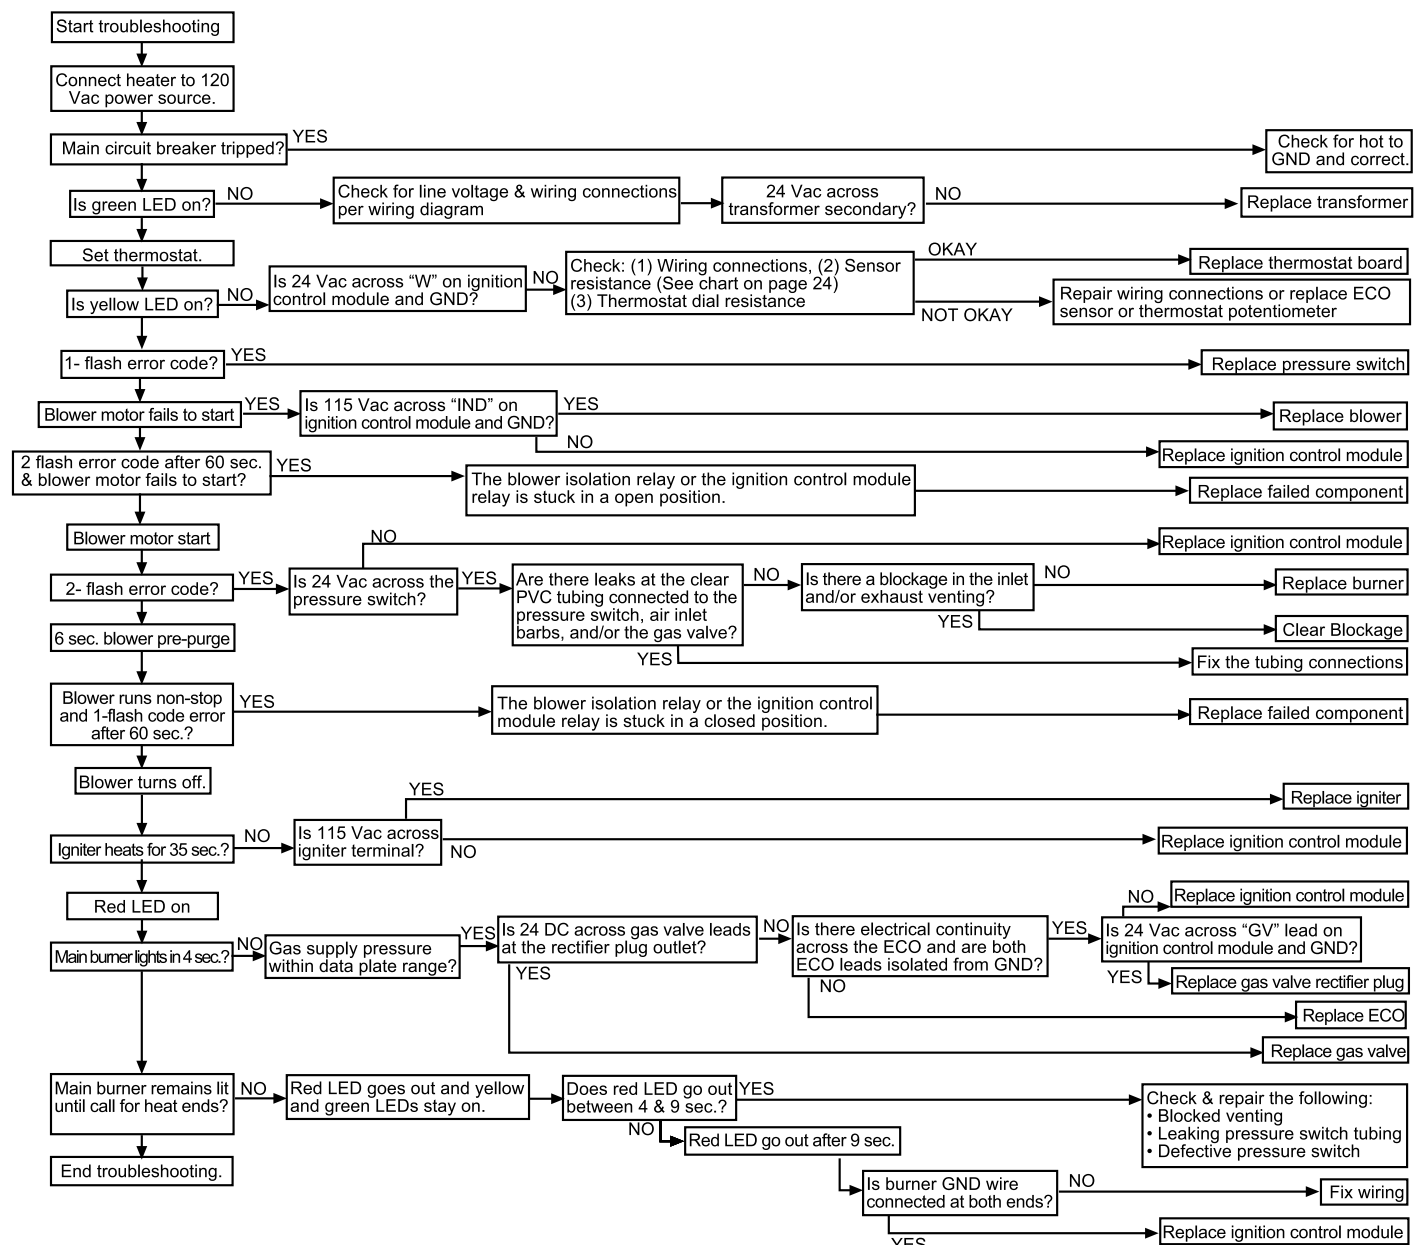 Start troubleshooting
Connect heater to 120
Vac power source.
Main circuit breaker tripped?
YES
Check for hot to
GND and correct.
Is green LED on?
NO
Check for line voltage & wiring connections
per wiring diagram
24 Vac across
transformer secondary?
NO
Replace transformer
Set thermostat.
Is yellow LED on?
NO
Is 24 Vac across “W” on ignition
control module and GND?
NO
Check: (1) Wiring connections, (2) Sensor
resistance (See chart on page 24)
(3) Thermostat dial resistance
OKAY
Replace thermostat board
NOT OKAY
Repair wiring connections or replace ECO
sensor or thermostat potentiometer
1- flash error code?
YES
Replace pressure switch
Blower motor fails to start
YES
Is 115 Vac across “IND” on
ignition control module and GND?
YES
Replace blower
NO
Replace ignition control module
2 flash error code after 60 sec.
& blower motor fails to start?
YES
The blower isolation relay or the ignition control module
relay is stuck in a open position.
Replace failed component
Blower motor start
2- flash error code?
YES
Is 24 Vac across the
pressure switch?
NO
Replace ignition control module
YES
Are there leaks at the clear
PVC tubing connected to the
pressure switch, air inlet
barbs, and/or the gas valve?
NO
Is there a blockage in the inlet
and/or exhaust venting?
NO
Replace burner
YES
Clear Blockage
YES
Fix the tubing connections
6 sec. blower pre-purge
Blower runs non-stop
and 1-flash code error
after 60 sec.?
YES
The blower isolation relay or the ignition control
module relay is stuck in a closed position.
Replace failed component
Blower turns off.
Igniter heats for 35 sec.?
NO
Is 115 Vac across
igniter terminal?
YES
Replace igniter
NO
Replace ignition control module
Red LED on
Main burner lights in 4 sec.?
NO
Gas supply pressure
within data plate range?
YES
Is 24 DC across gas valve leads
at the rectifier plug outlet?
NO
Is there electrical continuity
across the ECO and are both
ECO leads isolated from GND?
YES
Is 24 Vac across “GV” lead on
ignition control module and GND?
NO
Replace ignition control module
YES
Replace gas valve rectifier plug
NO
Replace ECO
YES
Replace gas valve
Main burner remains lit
until call for heat ends?
NO
Red LED goes out and yellow
and green LEDs stay on.
Does red LED go out
between 4 & 9 sec.?
YES
Check & repair the following:
• Blocked venting
• Leaking pressure switch tubing
• Defective pressure switch
NO
Red LED go out after 9 sec.
Is burner GND wire
connected at both ends?
NO
Fix wiring
YES
Replace ignition control module
End troubleshooting.